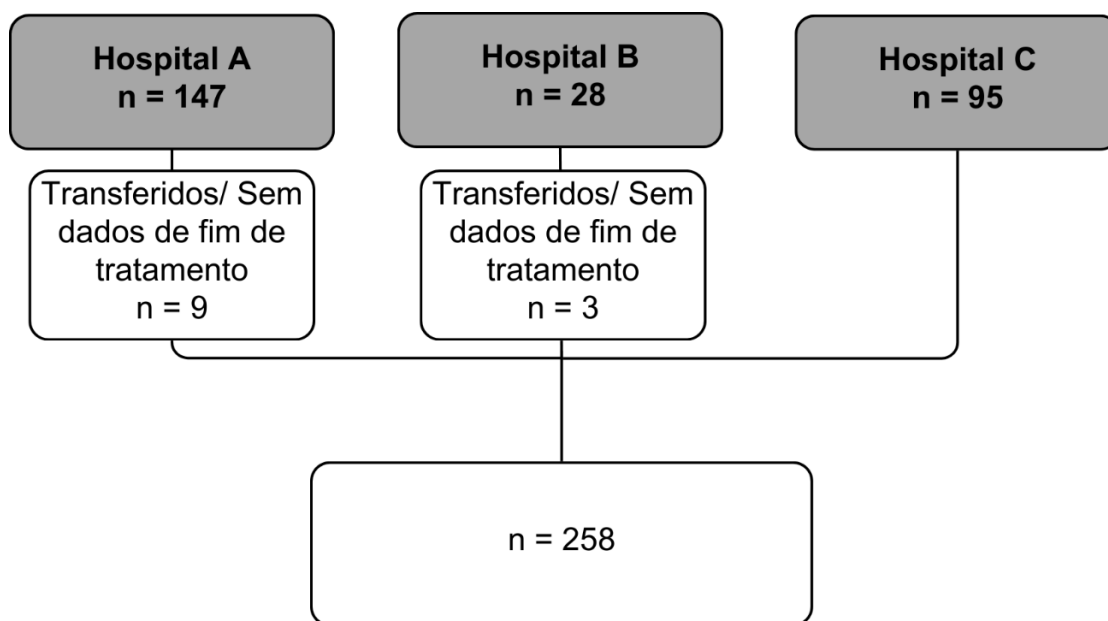 Hospital A
n = 147
Hospital B
n = 28
Hospital C
n = 95
Transferidos/ Sem
dados de fim de
tratamento
n = 9
Transferidos/ Sem
dados de fim de
tratamento
n = 3
n = 258